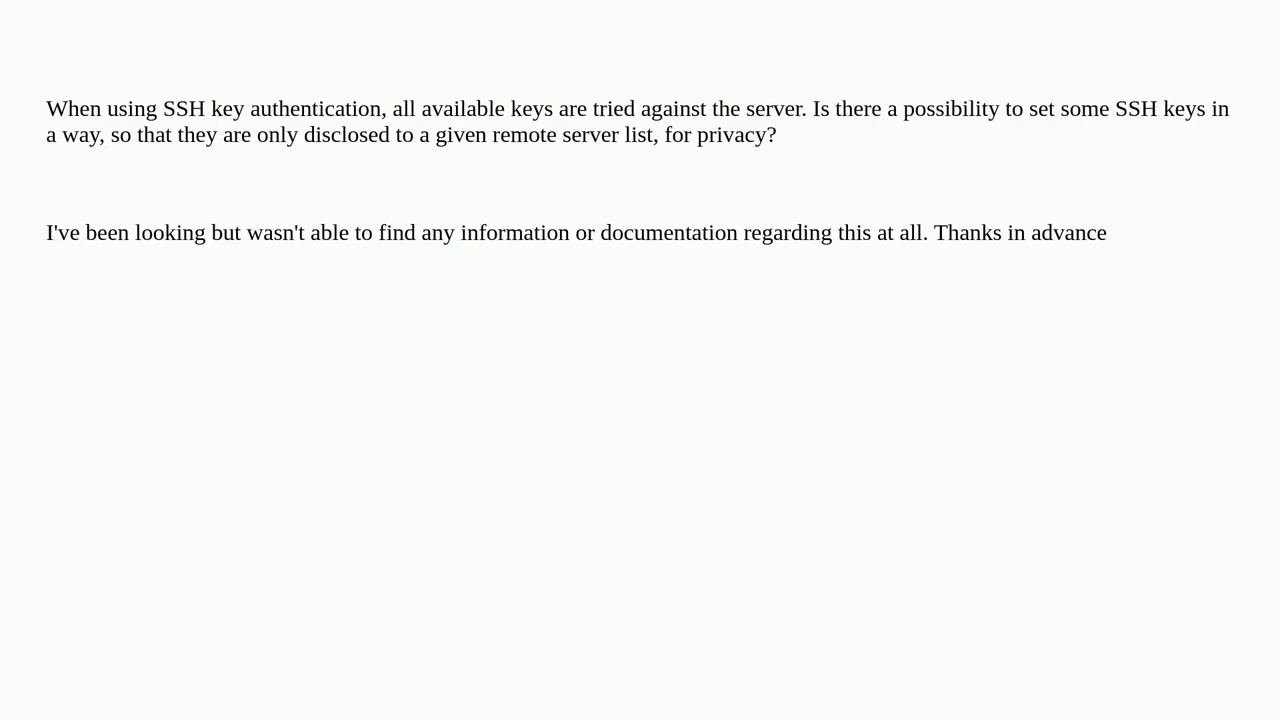 When using SSH key authentication, all available keys are tried against the server. Is there a possibility to set some SSH keys in
a way, so that they are only disclosed to a given remote server list, for privacy?
I've been looking but wasn't able to find any information or documentation regarding this at all. Thanks in advance